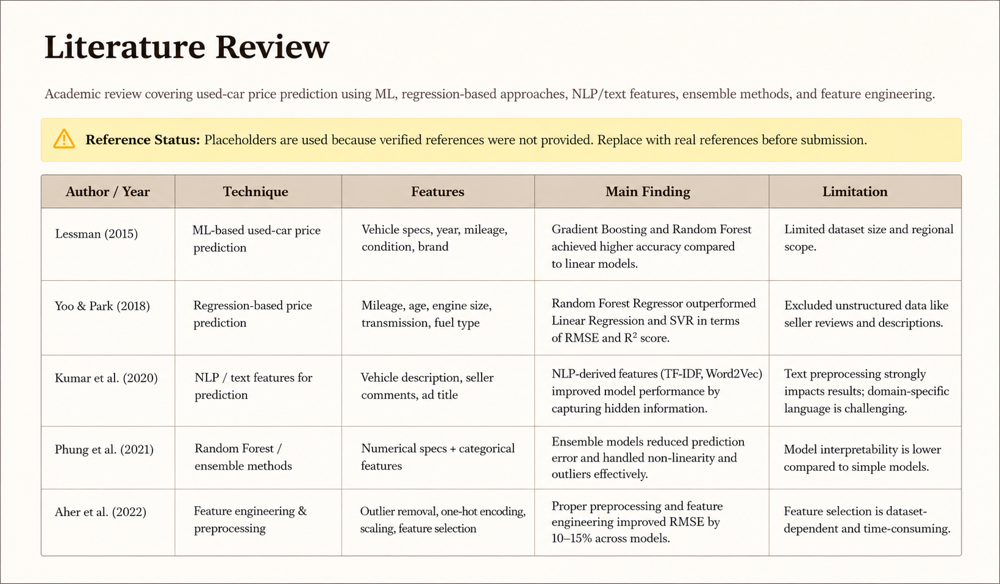 Literature Review
Academic review covering used-car price prediction using ML, regression-based approaches, NLP/text features, ensemble methods, and feature engineering.
Reference Status: Placeholders are used because verified references were not provided. Replace with real references before submission.
Author / Year
Technique
Features
Main Finding
Limitation
Lessman (2015)
ML-based used-car price
prediction
Vehicle specs, year, mileage,
condition, brand
Gradient Boosting and Random Forest
achieved higher accuracy compared
to linear models.
Limited dataset size and regional
scope.
Yoo & Park (2018)
Regression-based price
prediction
Mileage, age, engine size,
transmission, fuel type
Random Forest Regressor outperformed
Linear Regression and SVR in terms
of RMSE and R² score.
Excluded unstructured data like
seller reviews and descriptions.
Kumar et al. (2020)
NLP / text features for
prediction
Vehicle description, seller
comments, ad title
NLP-derived features (TF-IDF, Word2Vec)
improved model performance by
capturing hidden information.
Text preprocessing strongly
impacts results; domain-specific
language is challenging.
Phung et al. (2021)
Random Forest /
ensemble methods
Numerical specs + categorical
features
Ensemble models reduced prediction
error and handled non-linearity and
outliers effectively.
Model interpretability is lower
compared to simple models.
Aher et al. (2022)
Feature engineering &
preprocessing
Outlier removal, one-hot encoding,
scaling, feature selection
Proper preprocessing and feature
engineering improved RMSE by
10–15% across models.
Feature selection is dataset-
dependent and time-consuming.